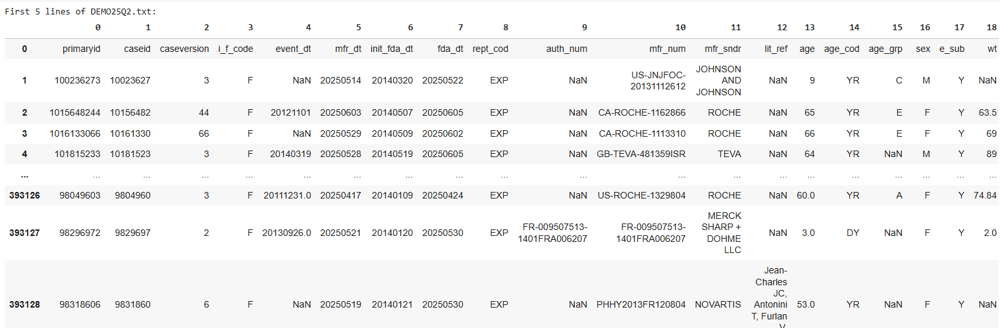 First 5 lines of DEMO25Q2.txt:
0 1 2 3 4 5 6 7 8 9 10 11 12 13 14 15 16 17 18
0 primaryid caseid caseversion i_f_code event_dt mfr_dt init_fda_dt fda_dt rept_cod auth_num mfr_num mfr_sndr lit_ref age age_cod age_grp sex e_sub wt
1 100236273 10023627 3 F NaN 20250514 20140320 20250522 EXP NaN US-JNJFOC-20131112612 JOHNSON AND JOHNSON NaN 9 YR C M Y NaN
2 1015648244 10156482 44 F 20121101 20250603 20140507 20250605 EXP NaN CA-ROCHE-1162866 ROCHE NaN 65 YR E F Y 63.5
3 1016133066 10161330 66 F NaN 20250529 20140509 20250602 EXP NaN CA-ROCHE-1113310 ROCHE NaN 66 YR E F Y 69
4 101815233 10181523 3 F 20140319 20250528 20140519 20250605 EXP NaN GB-TEVA-481359ISR TEVA NaN 64 YR NaN M Y 89
... ... ... ... ... ... ... ... ... ... ... ... ... ... ... ... ... ... ... ...
393126 98049603 9804960 3 F 20111231.0 20250417 20140109 20250424 EXP NaN US-ROCHE-1329804 ROCHE NaN 60.0 YR A F Y 74.84
393127 98296972 9829697 2 F 20130926.0 20250521 20140120 20250530 EXP FR-009507513-1401FRA006207 FR-009507513-1401FRA006207 MERCK SHARP + DOHME LLC NaN 3.0 DY NaN F Y 2.0
393128 98318606 9831860 6 F NaN 20250519 20140121 20250530 EXP NaN PHHY2013FR120804 NOVARTIS Jean-Charles JC, Antonini T, Furlan 53.0 YR NaN F Y NaN